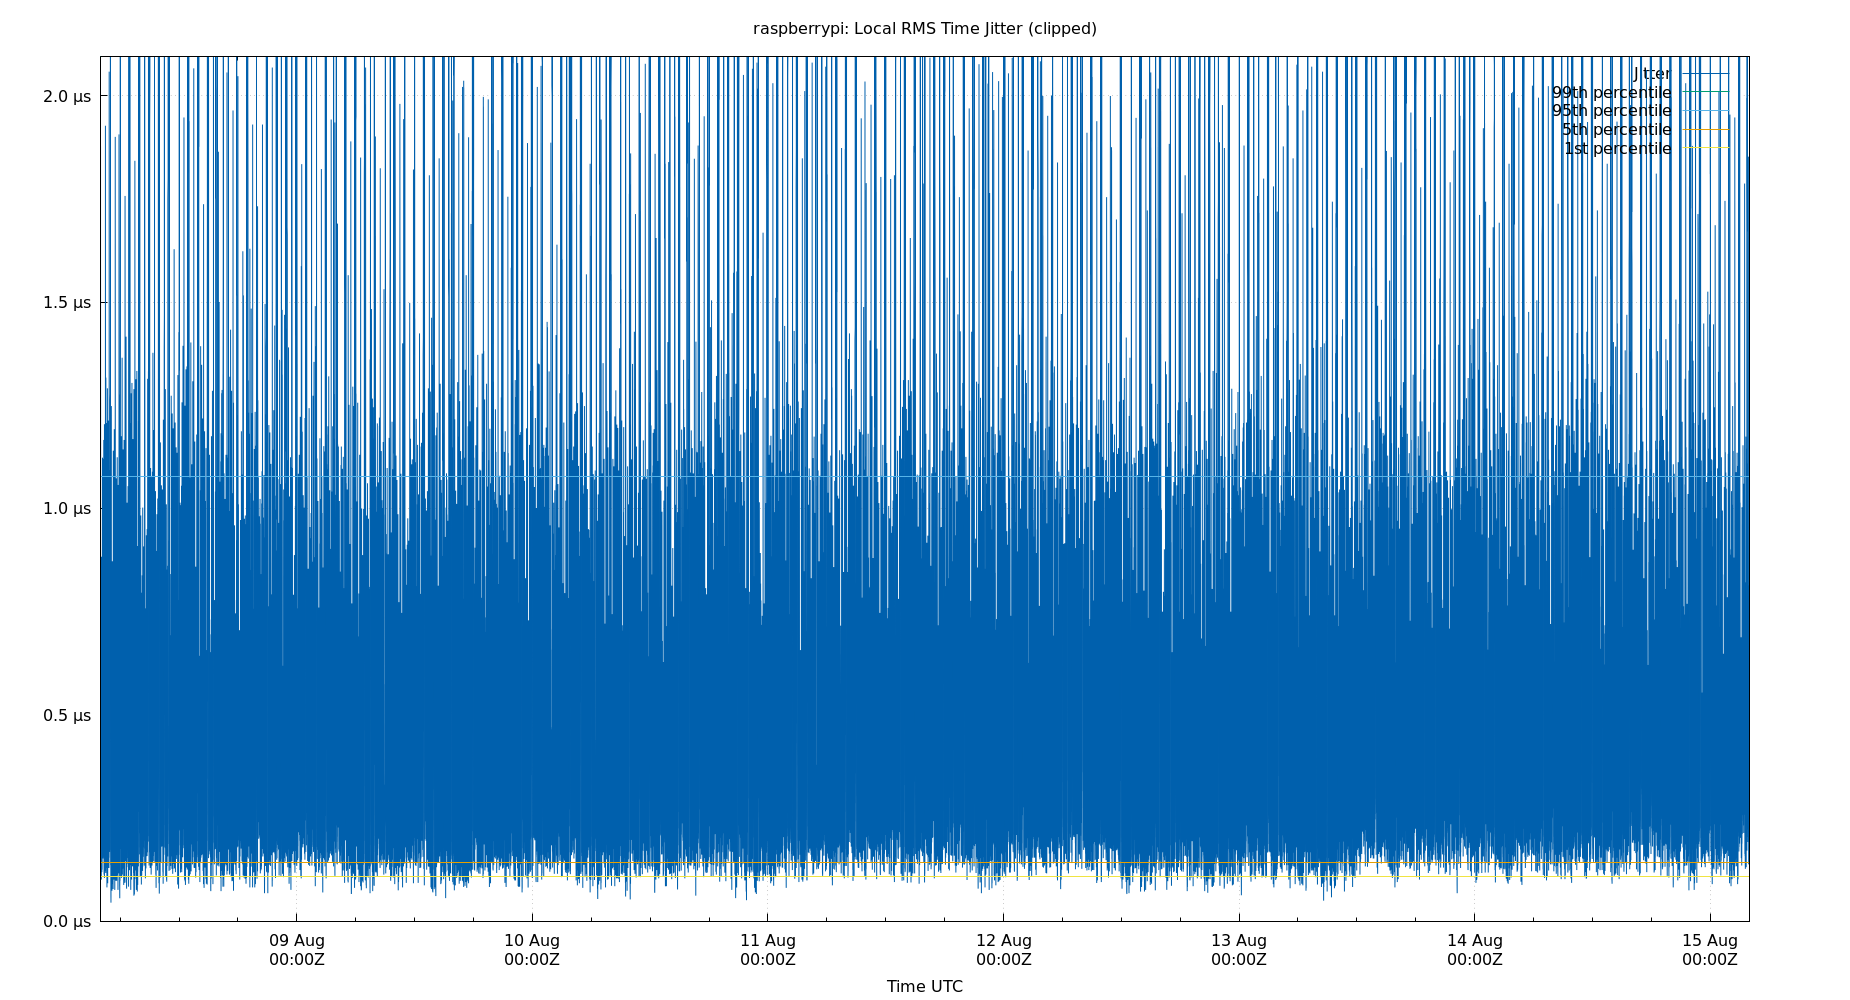 raspberrypi: Local RMS Time Jitter (clipped)
Jitter
99th percentile
95th percentile
5th percentile
1st percentile
2.0 μs
1.5 μs
1.0 μs
0.5 μs
0.0 μs
09 Aug 10 Aug 11 Aug 12 Aug 13 Aug 14 Aug 15 Aug
00:00Z 00:00Z 00:00Z 00:00Z 00:00Z 00:00Z 00:00Z
Time UTC